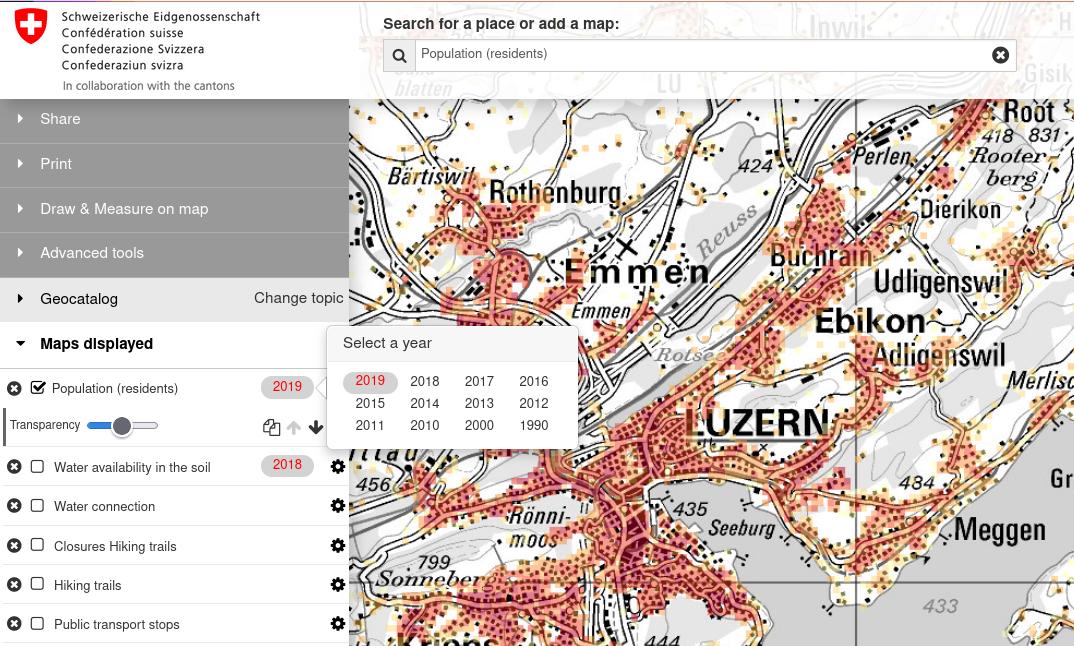 Schweizerische Eidgenossenschaft
Confédération suisse
Confederazione Svizzera
Confederaziun svizra
In collaboration with the cantons
Search for a place or add a map:
Population (residents)
Share
Print
Draw & Measure on map
Advanced tools
Geocatalog
Change topic
Maps displayed
Population (residents)
2019
Transparency
Water availability in the soil
2018
Water connection
Closures Hiking trails
Hiking trails
Public transport stops
Select a year
2019 2018 2017 2016
2015 2014 2013 2012
2011 2010 2000 1990
Inwil
blatten
LU
Gisik
Root
418 831
Rooter-
berg
Perlen
424
Bärtiswil
Rothenburg
Reuss
Dierikon
Buchrain
Emmen
Udligenswil
Emmen
Ebikon
Rotsee
Adligenswil
Merlisc
LUZERN
ttau
456
484
Gr
435
Rönni-
moos
Seeburg
Meggen
799
Sonneberg
433
Kriens
444